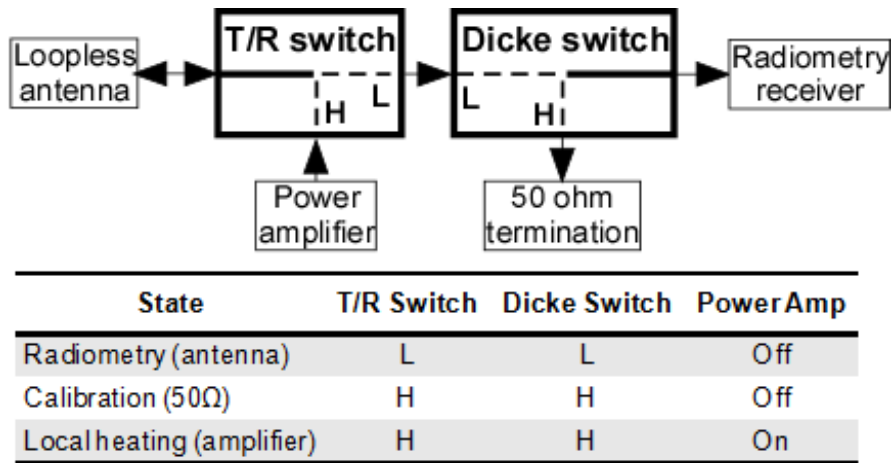 Loopless
antenna
T/R switch
L
H
Dicke switch
L
H
Radiometry
receiver
Power
amplifier
50 ohm
termination
State T/R Switch Dicke Switch Power Amp
Radiometry (antenna) L L Off
Calibration (50Ω) H H Off
Local heating (amplifier) H H On